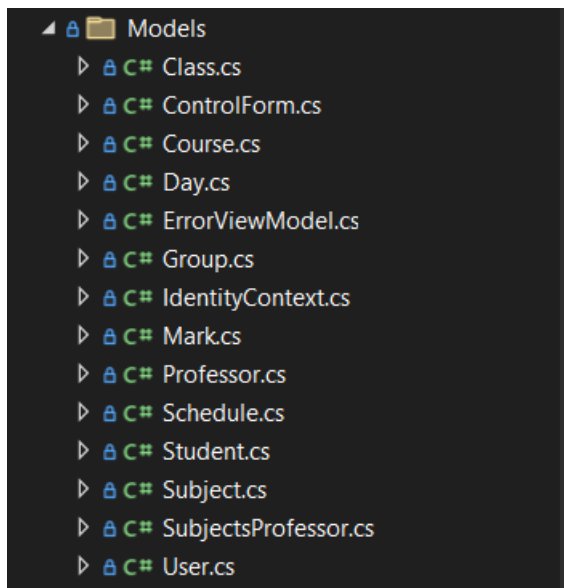 Models
C# Class.cs
C# ControlForm.cs
C# Course.cs
C# Day.cs
C# ErrorViewModel.cs
C# Group.cs
C# IdentityContext.cs
C# Mark.cs
C# Professor.cs
C# Schedule.cs
C# Student.cs
C# Subject.cs
C# SubjectsProfessor.cs
C# User.cs